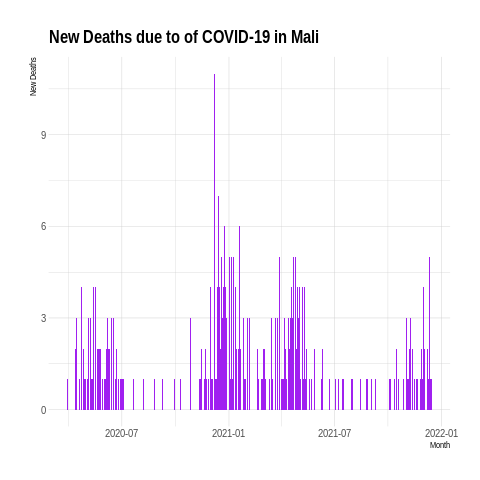 New Deaths due to of COVID-19 in Mali
New Deaths
9
6
3
0
2020-07 2021-01 2021-07 2022-01
Month